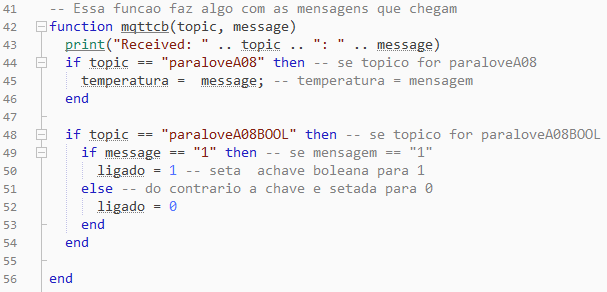 41 -- Essa funcao faz algo com as mensagens que chegam
42 function mqttcb(topic, message)
43 print("Received: " .. topic .. ": " .. message)
44 if topic == "paraloveA08" then -- se topico for paraloveA08
45 temperatura =  message; -- temperatura = mensagem
46 end
47
48 if topic == "paraloveA08BOOL" then -- se topico for paraloveA08BOOL
49 if message == "1" then -- se mensagem == "1"
50 ligado = 1 -- seta  achave boleana para 1
51 else -- do contrario a chave e setada para 0
52 ligado = 0
53 end
54 end
55
56 end